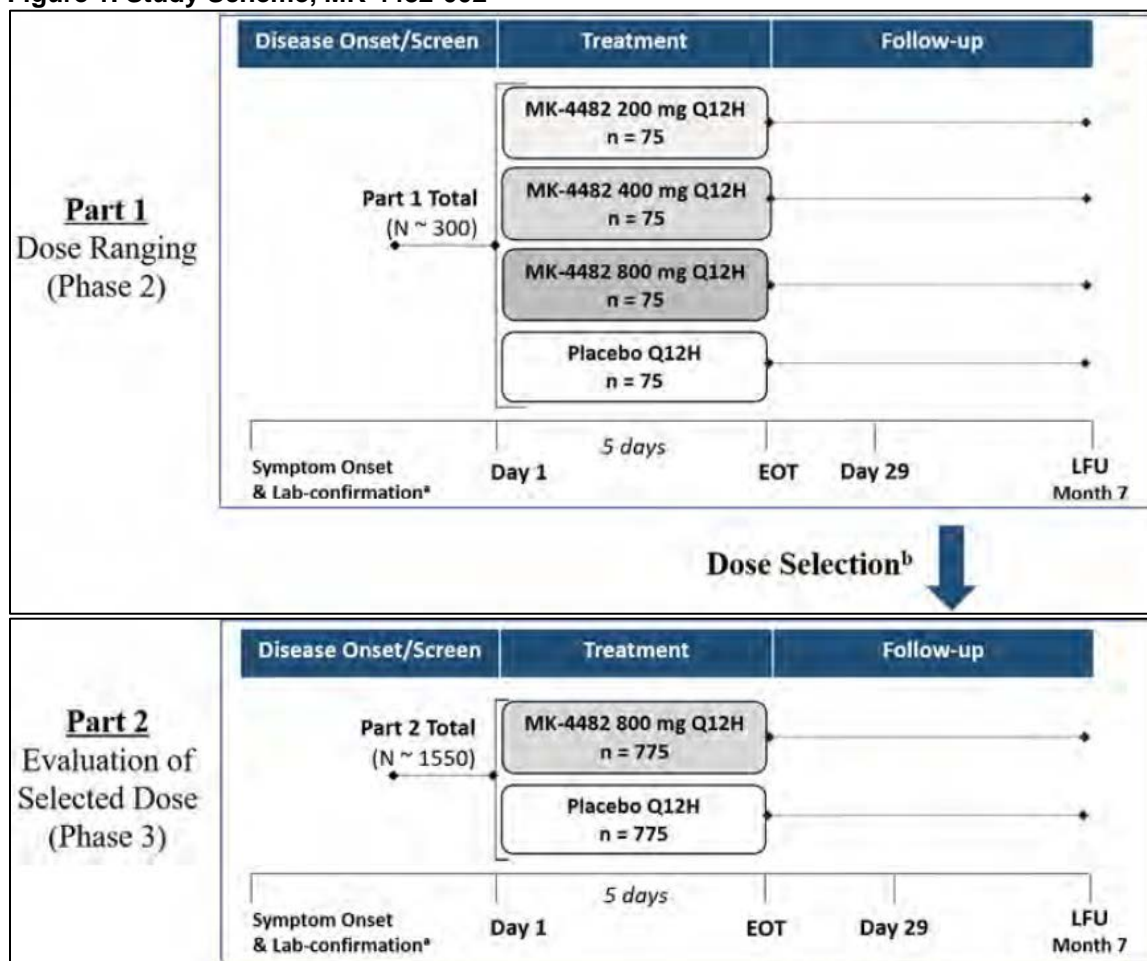 Disease Onset/Screen Treatment Follow-up
Part 1
Dose Ranging
(Phase 2)
Part 1 Total
(N ~ 300)
MK-4482 200 mg Q12H
n = 75
MK-4482 400 mg Q12H
n = 75
MK-4482 800 mg Q12H
n = 75
Placebo Q12H
n = 75
5 days
Symptom Onset
& Lab-confirmationᵃ
Day 1
EOT
Day 29
LFU
Month 7
Dose Selectionᵇ
Disease Onset/Screen Treatment Follow-up
Part 2
Evaluation of
Selected Dose
(Phase 3)
Part 2 Total
(N ~ 1550)
MK-4482 800 mg Q12H
n = 775
Placebo Q12H
n = 775
5 days
Symptom Onset
& Lab-confirmationᵃ
Day 1
EOT
Day 29
LFU
Month 7